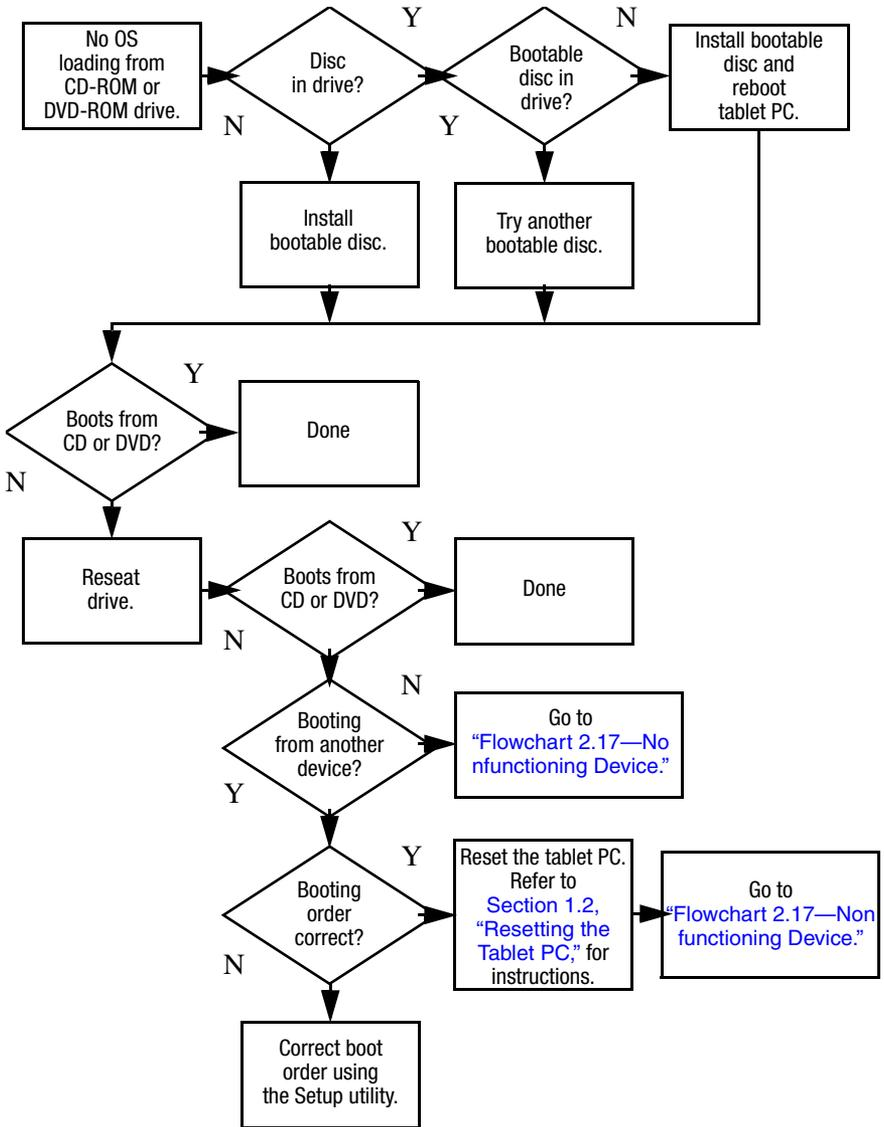 No OS
loading from
CD-ROM or
DVD-ROM drive.
Disc
in drive?
Y
N
Bootable
disc in
drive?
N
Y
Install bootable
disc and
reboot
tablet PC.
Install
bootable disc.
Try another
bootable disc.
Boots from
CD or DVD?
Y
N
Done
Reseat
drive.
Boots from
CD or DVD?
Y
N
Done
Booting
from another
device?
N
Y
Go to
“Flowchart 2.17—No
nfunctioning Device.”
Booting
order
correct?
Y
N
Reset the tablet PC.
Refer to
Section 1.2,
“Resetting the
Tablet PC,” for
instructions.
Go to
“Flowchart 2.17—Non
functioning Device.”
Correct boot
order using
the Setup utility.